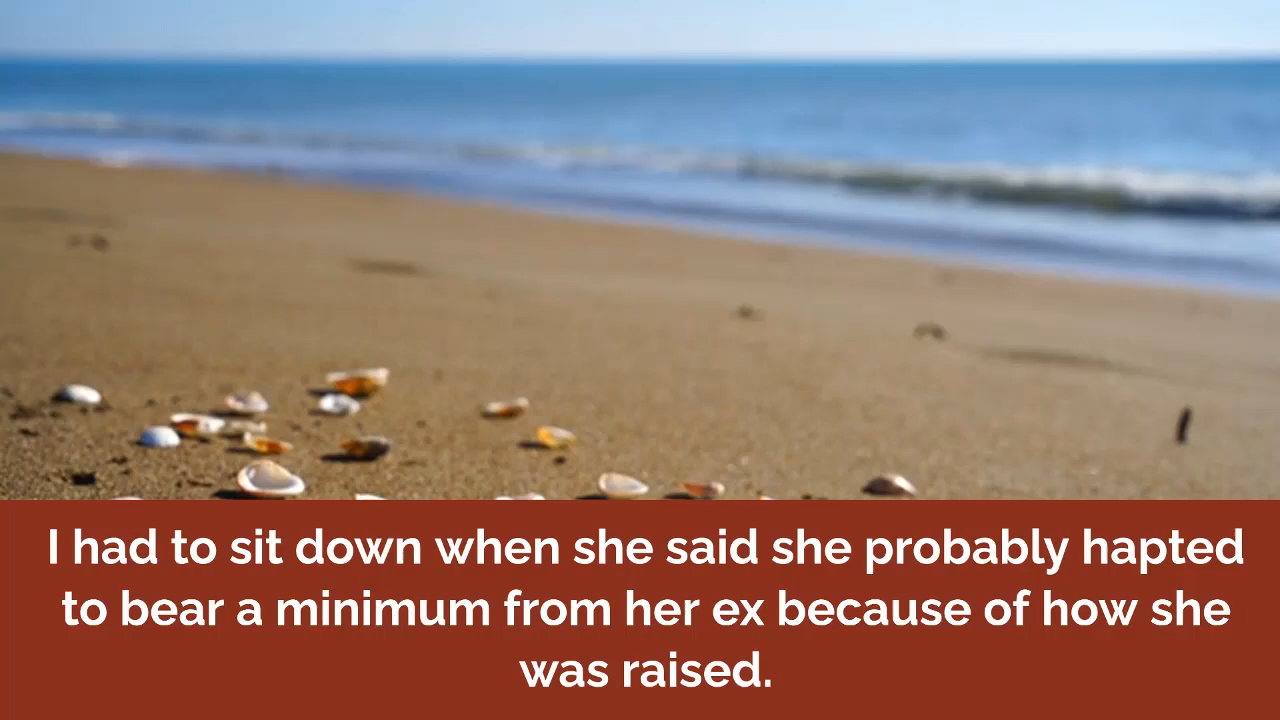 I had to sit down when she said she probably hapted
to bear a minimum from her ex because of how she
was raised.